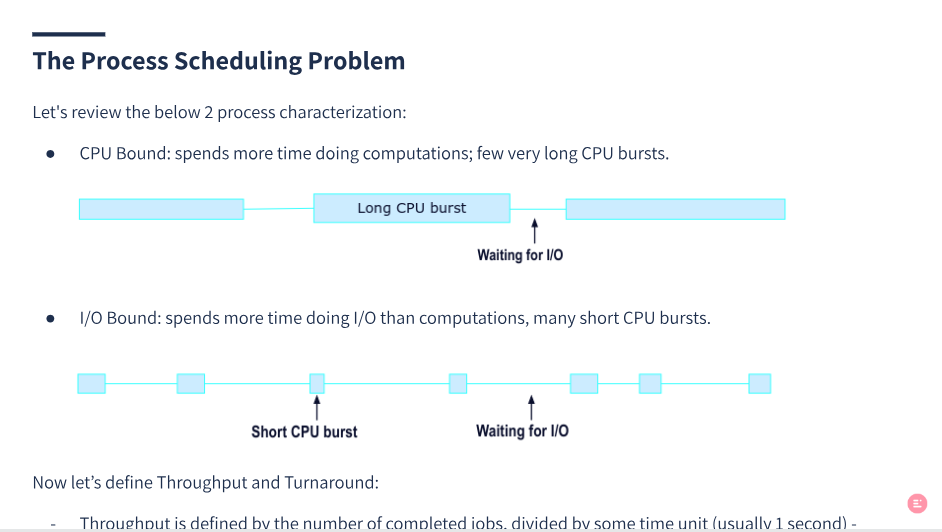 The Process Scheduling Problem
Let's review the below 2 process characterization:
● CPU Bound: spends more time doing computations; few very long CPU bursts.
Long CPU burst
Waiting for I/O
● I/O Bound: spends more time doing I/O than computations, many short CPU bursts.
Short CPU burst
Waiting for I/O
Now let’s define Throughput and Turnaround:
- Throughput is defined by the number of completed jobs, divided by some time unit (usually 1 second) -